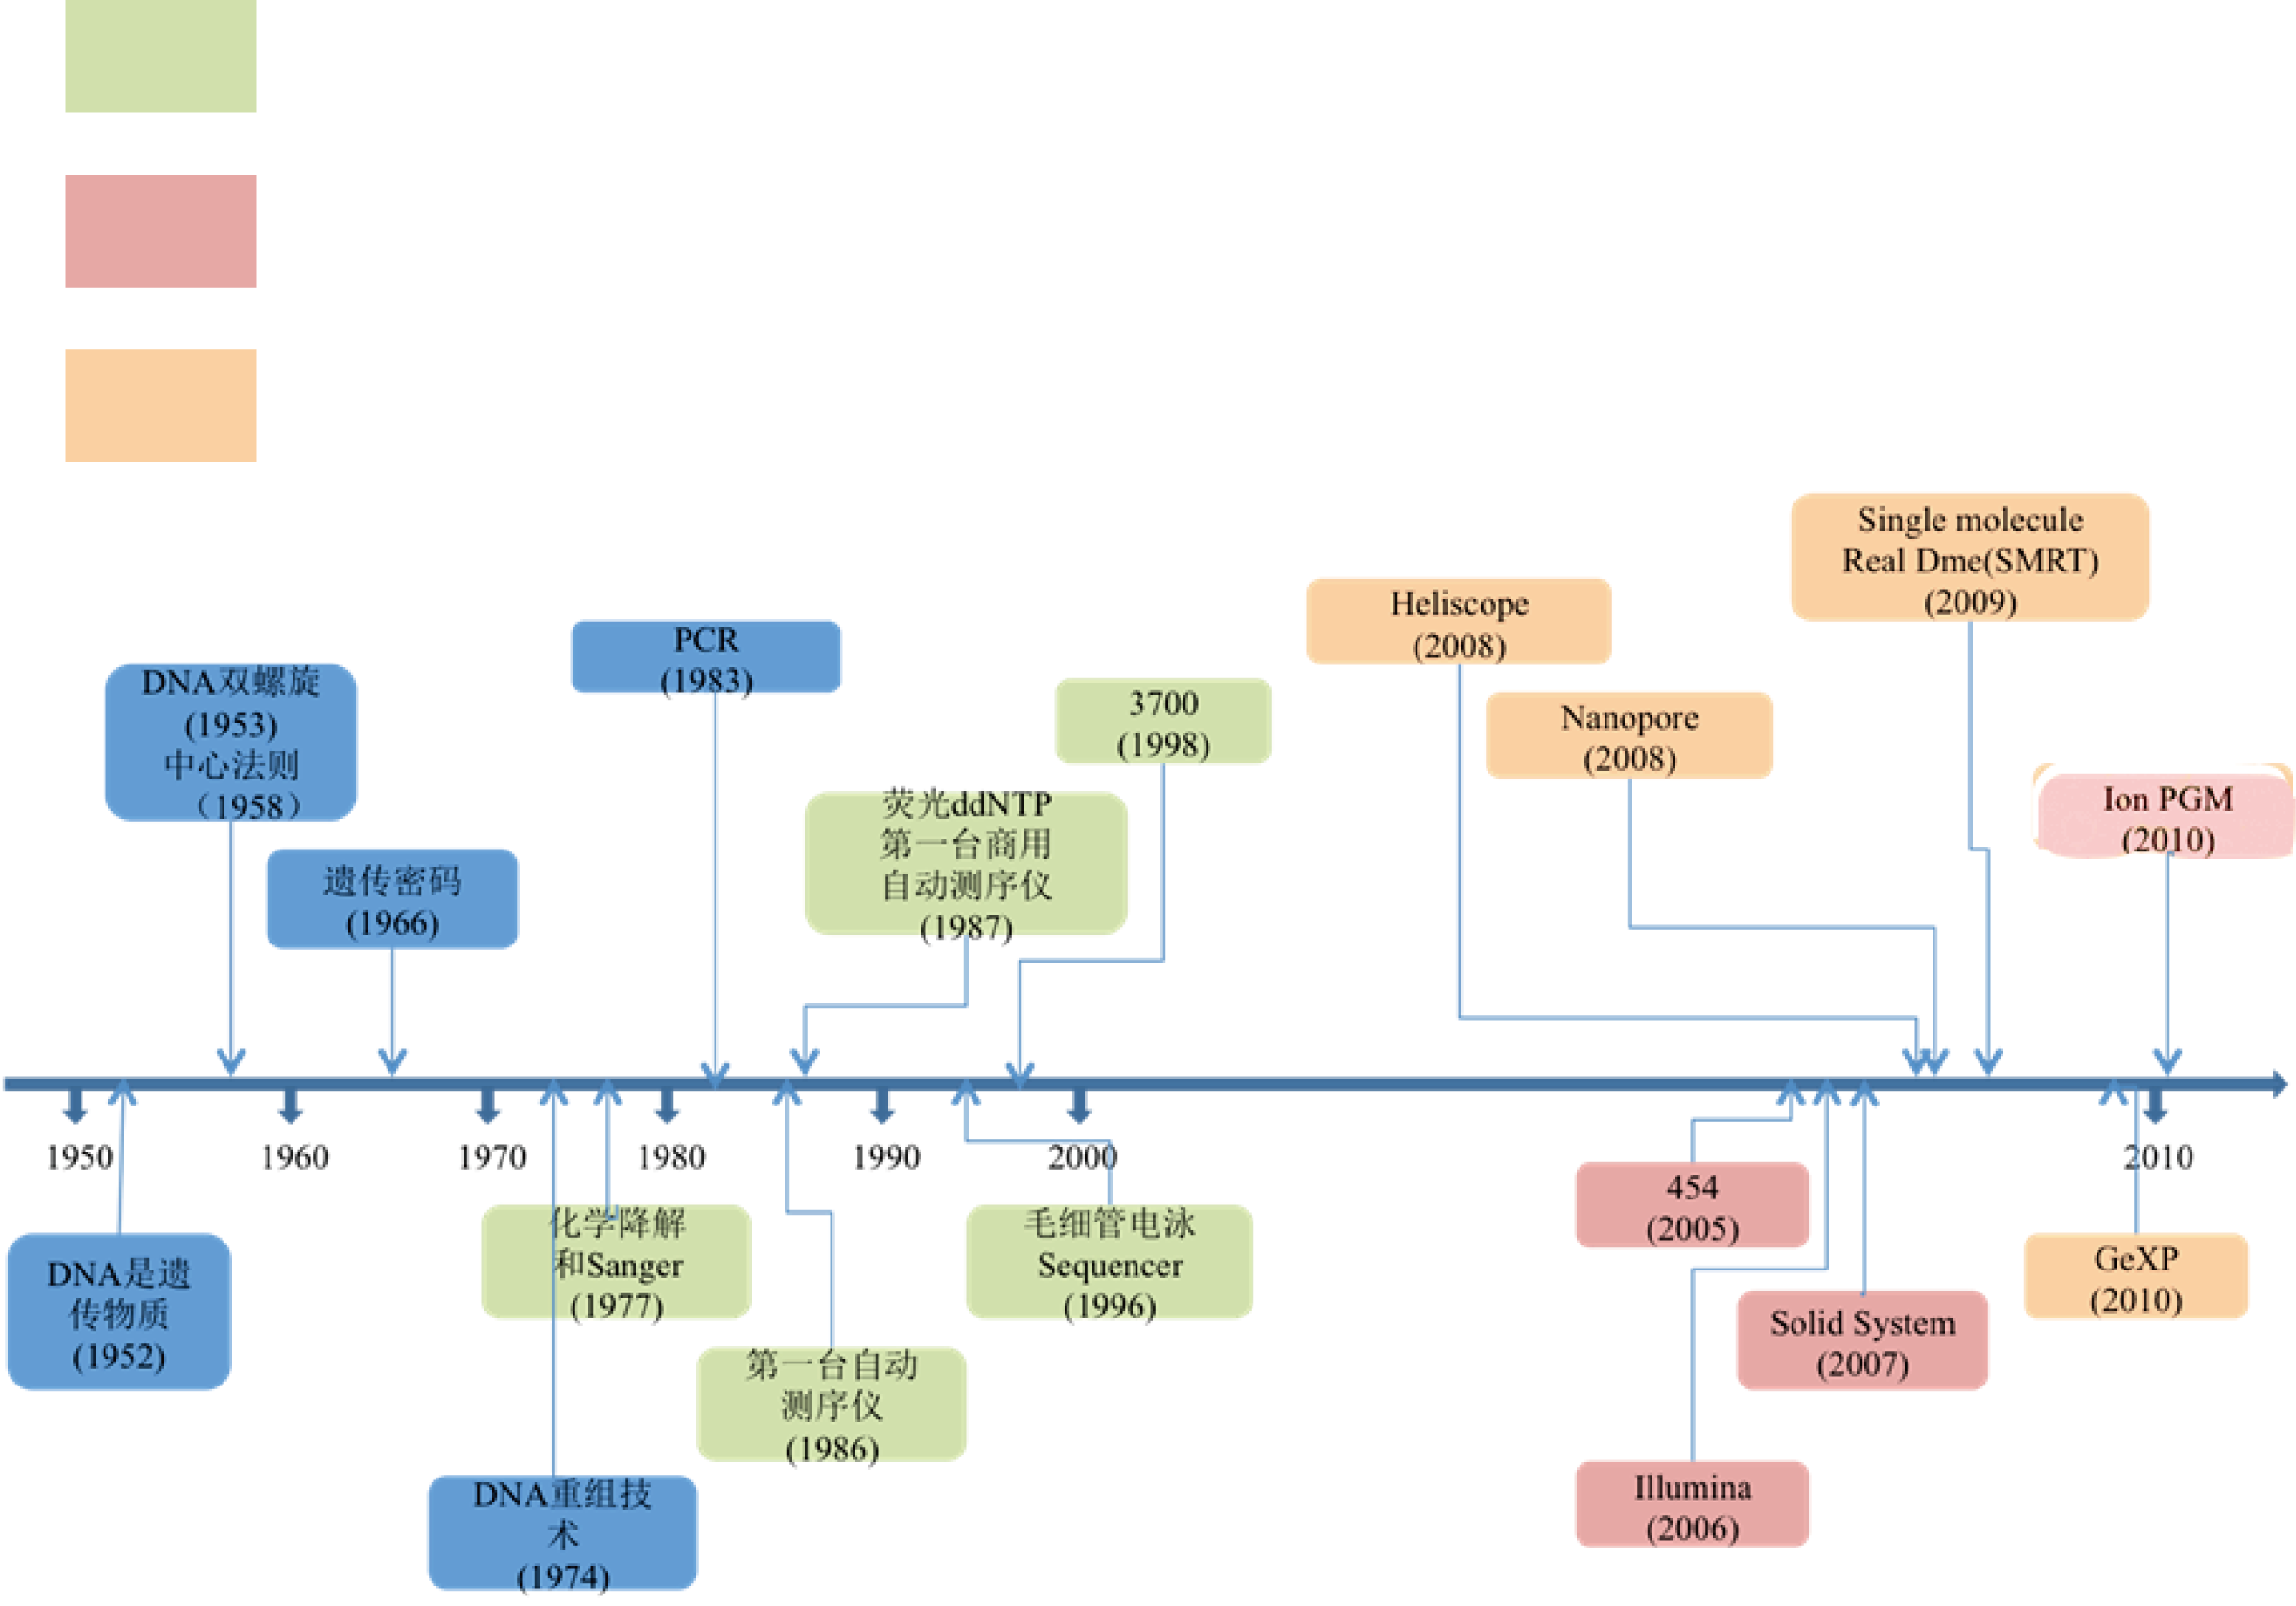 Single molecule
Real Dme(SMRT)
(2009)
Heliscope
(2008)
PCR
(1983)
DNA双螺旋
(1953)
中心法则
（1958）
3700
(1998)
Nanopore
(2008)
Ion PGM
(2010)
荧光ddNTP
第一台商用
自动测序仪
(1987)
遗传密码
(1966)
1950
1960
1970
1980
1990
2000
2010
454
(2005)
化学降解
和Sanger
(1977)
毛细管电泳
Sequencer
(1996)
DNA是遗
传物质
(1952)
GeXP
(2010)
Solid System
(2007)
第一台自动
测序仪
(1986)
Illumina
(2006)
DNA重组技
术
(1974)